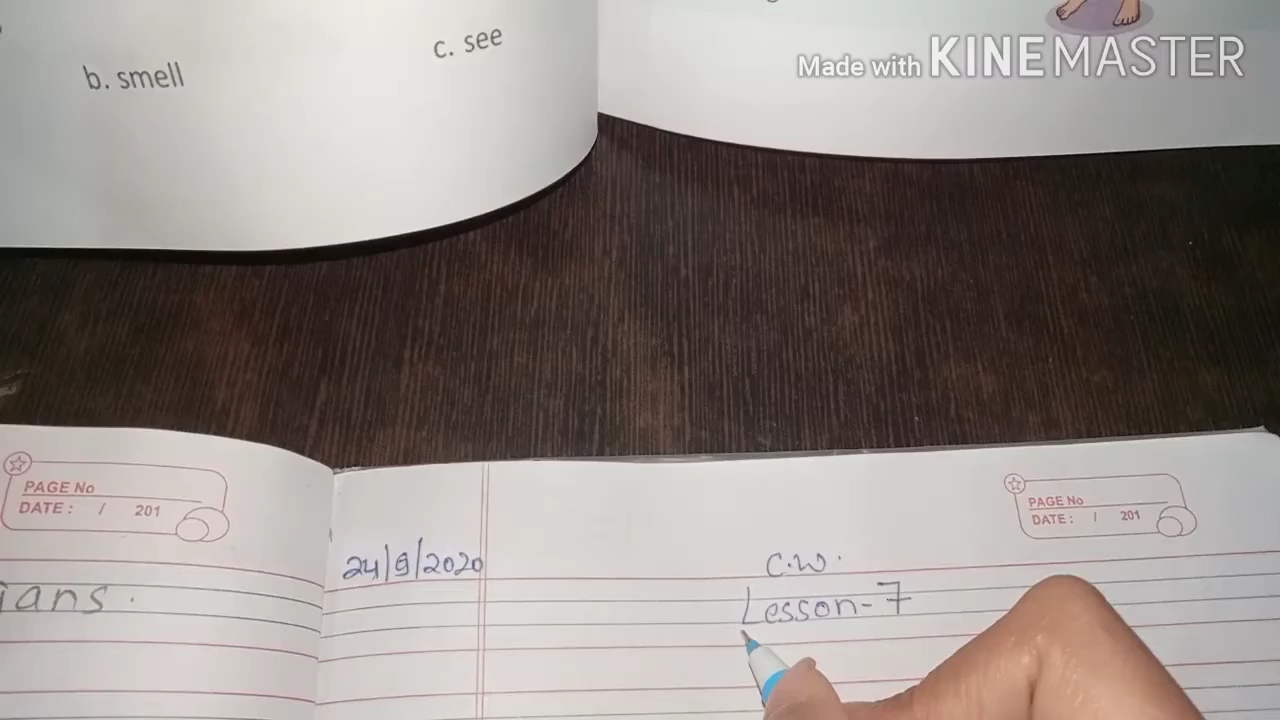 c. see
b. smell
Made with KINEMASTER
PAGE No
DATE : / 201
PAGE No
DATE : / 201
24/9/2020
C.W.
Lesson-7
ians.